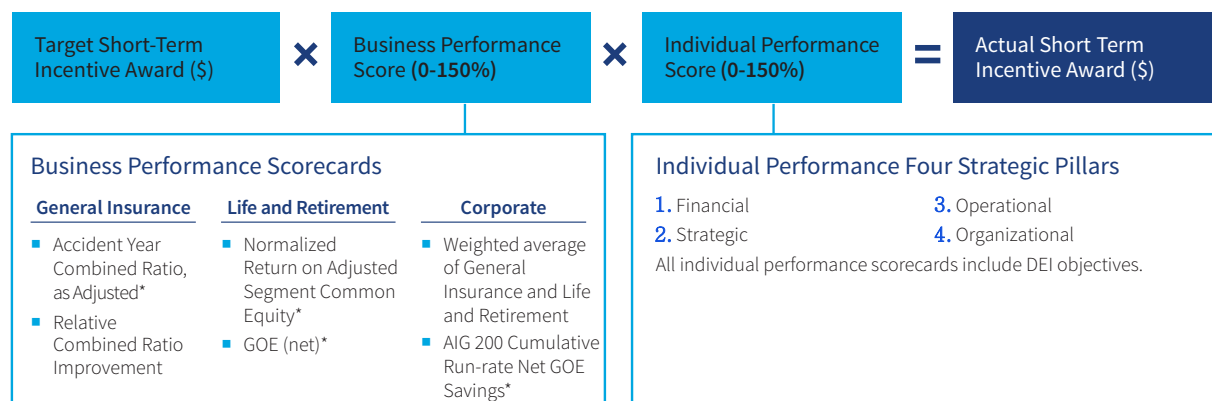 Target Short-Term
Incentive Award ($)
×
Business Performance
Score (0-150%)
×
Individual Performance
Score (0-150%)
=
Actual Short Term
Incentive Award ($)
Business Performance Scorecards
General Insurance
■ Accident Year
Combined Ratio,
as Adjusted*
■ Relative
Combined Ratio
Improvement
Life and Retirement
■ Normalized
Return on Adjusted
Segment Common
Equity*
■ GOE (net)*
Corporate
■ Weighted average
of General
Insurance and Life
and Retirement
■ AIG 200 Cumulative
Run-rate Net GOE
Savings*
Individual Performance Four Strategic Pillars
1. Financial
2. Strategic
3. Operational
4. Organizational
All individual performance scorecards include DEI objectives.